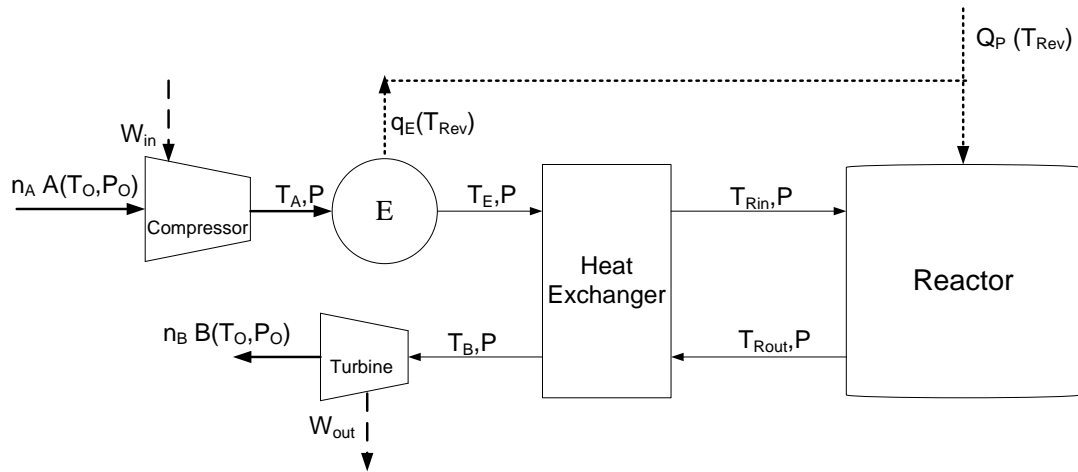 Q_P (T_Rev)
W_in
q_E(T_Rev)
n_A A(T_O,P_O)
Compressor
T_A,P
E
T_E,P
Heat
Exchanger
T_Rin,P
Reactor
n_B B(T_O,P_O)
Turbine
T_B,P
T_Rout,P
W_out